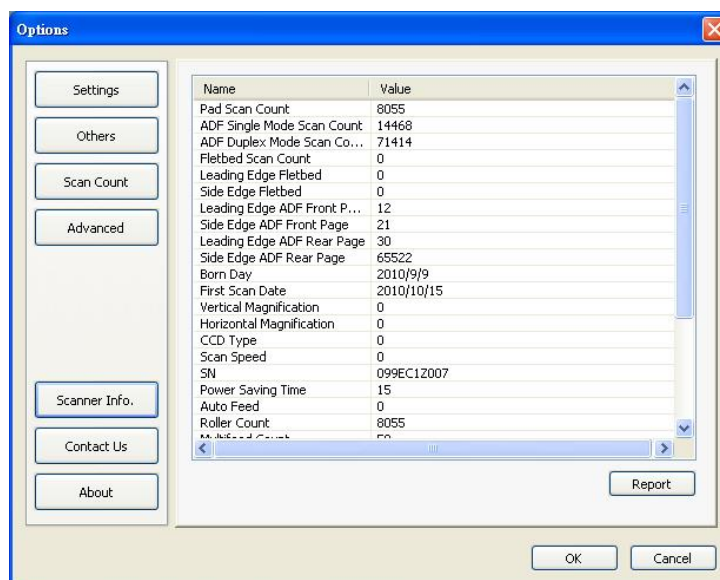 Options
Settings
Others
Scan Count
Advanced
Scanner Info.
Contact Us
About
Name Value
Pad Scan Count 8055
ADF Single Mode Scan Count 14468
ADF Duplex Mode Scan Co... 71414
Fletbed Scan Count 0
Leading Edge Fletbed 0
Side Edge Fletbed 0
Leading Edge ADF Front P... 12
Side Edge ADF Front Page 21
Leading Edge ADF Rear Page 30
Side Edge ADF Rear Page 65522
Born Day 2010/9/9
First Scan Date 2010/10/15
Vertical Magnification 0
Horizontal Magnification 0
CCD Type 0
Scan Speed 0
SN 099EC1Z007
Power Saving Time 15
Auto Feed 0
Roller Count 8055
Multifeed Count
Report
OK Cancel